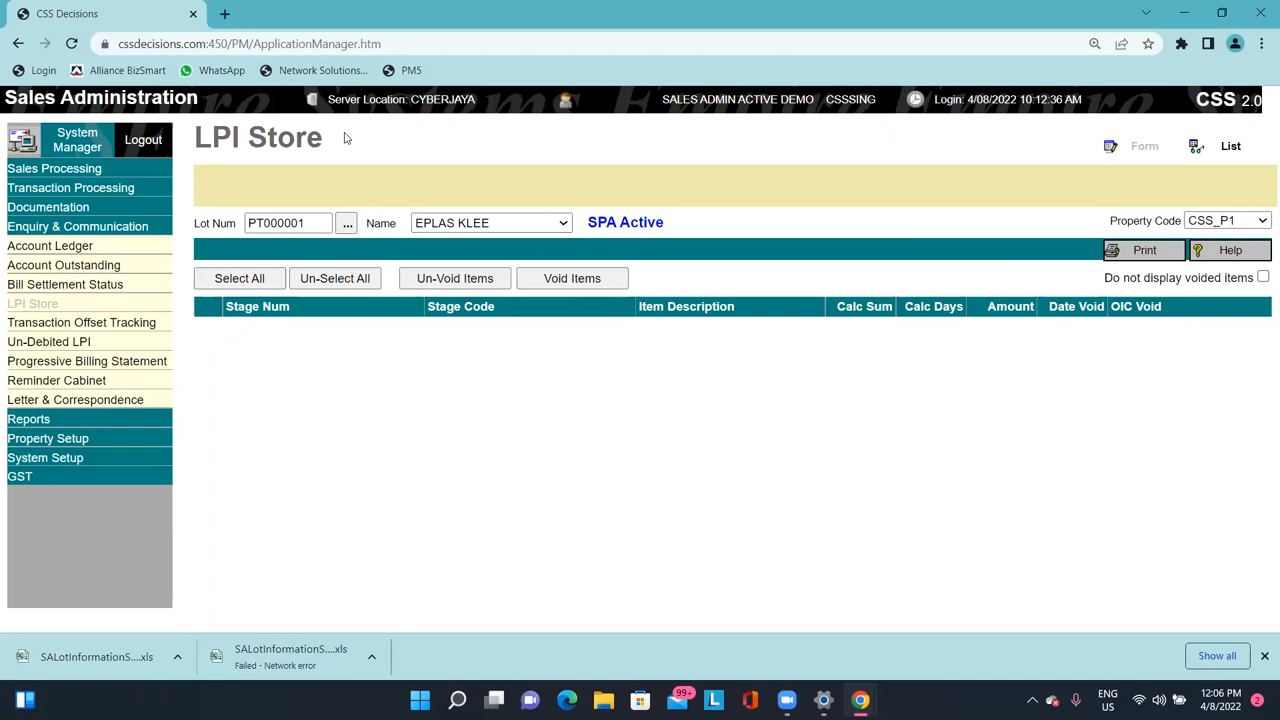 CSS Decisions
cssdecisions.com:450/PM/ApplicationManager.htm
Login
Alliance BizSmart
WhatsApp
Network Solutions...
PM5
Sales Administration
Server Location: CYBERJAYA
SALES ADMIN ACTIVE DEMO
CSSSING
Login: 4/08/2022 10:12:36 AM
CSS 2.0
System Manager
Logout
LPI Store
Form
List
Sales Processing
Transaction Processing
Documentation
Enquiry & Communication
Account Ledger
Account Outstanding
Bill Settlement Status
LPI Store
Transaction Offset Tracking
Un-Debited LPI
Progressive Billing Statement
Reminder Cabinet
Letter & Correspondence
Reports
Property Setup
System Setup
GST
Lot Num PT000001 ... Name EPLAS KLEE SPA Active Property Code CSS_P1
Print Help
Select All Un-Select All Un-Void Items Void Items Do not display voided items
Stage Num Stage Code Item Description Calc Sum Calc Days Amount Date Void OIC Void
SALotInformationS....xls
SALotInformationS....xls
Failed - Network error
Show all
99+
ENG
US
12:06 PM
4/8/2022
2